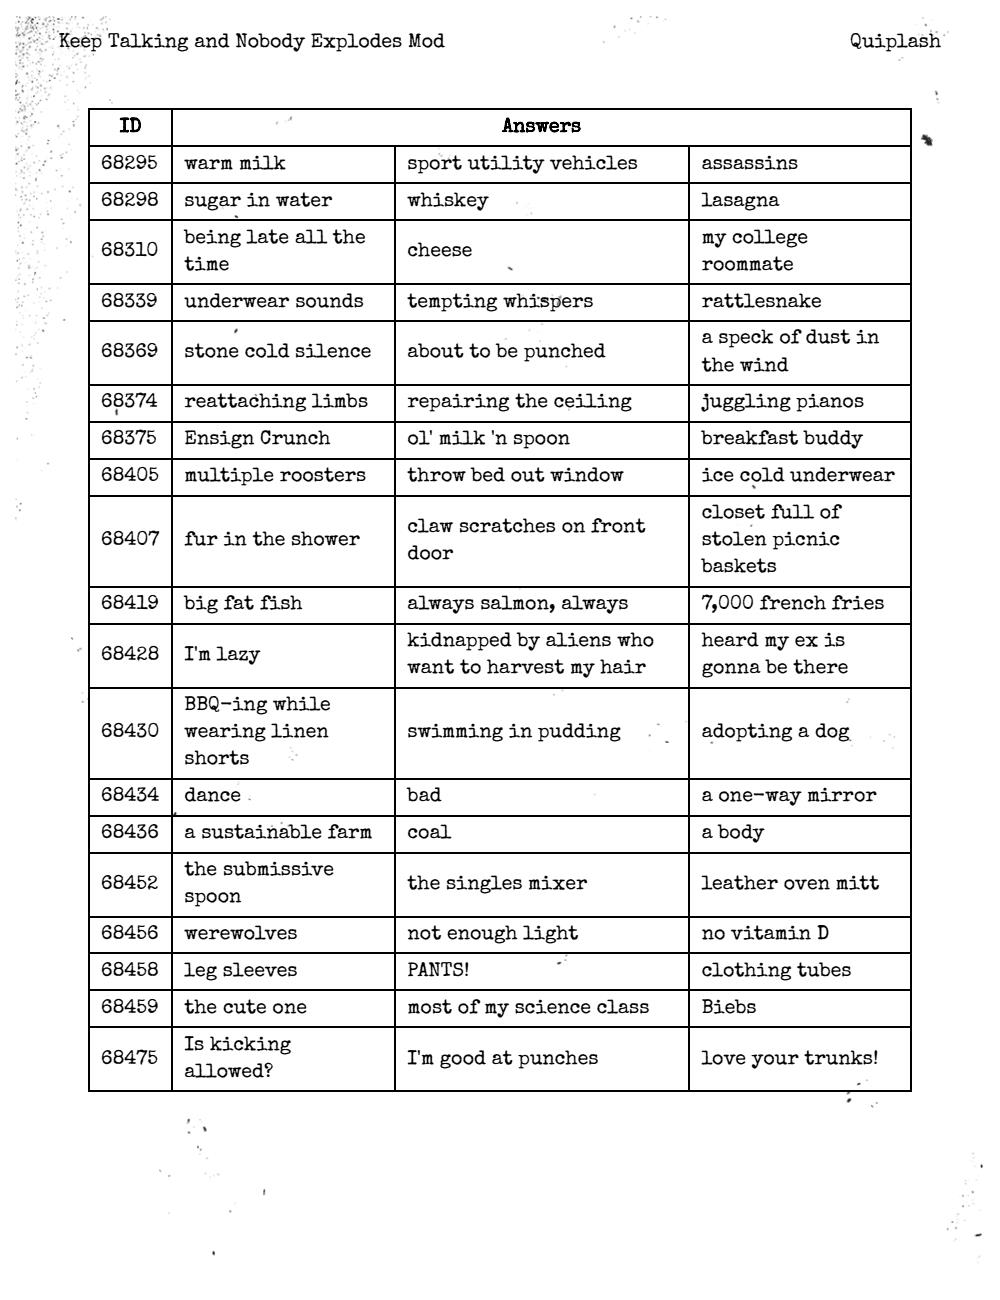 Keep Talking and Nobody Explodes Mod Quiplash
ID Answers
68295 warm milk sport utility vehicles assassins
68298 sugar in water whiskey lasagna
68310 being late all the time cheese my college roommate
68339 underwear sounds tempting whispers rattlesnake
68369 stone cold silence about to be punched a speck of dust in the wind
68374 reattaching limbs repairing the ceiling juggling pianos
68375 Ensign Crunch ol' milk 'n spoon breakfast buddy
68405 multiple roosters throw bed out window ice cold underwear
68407 fur in the shower claw scratches on front door closet full of stolen picnic baskets
68419 big fat fish always salmon, always 7,000 french fries
68428 I'm lazy kidnapped by aliens who want to harvest my hair heard my ex is gonna be there
68430 BBQ-ing while wearing linen shorts swimming in pudding adopting a dog
68434 dance bad a one-way mirror
68436 a sustainable farm coal a body
68452 the submissive spoon the singles mixer leather oven mitt
68456 werewolves not enough light no vitamin D
68458 leg sleeves PANTS! clothing tubes
68459 the cute one most of my science class Biebs
68475 Is kicking allowed? I'm good at punches love your trunks!